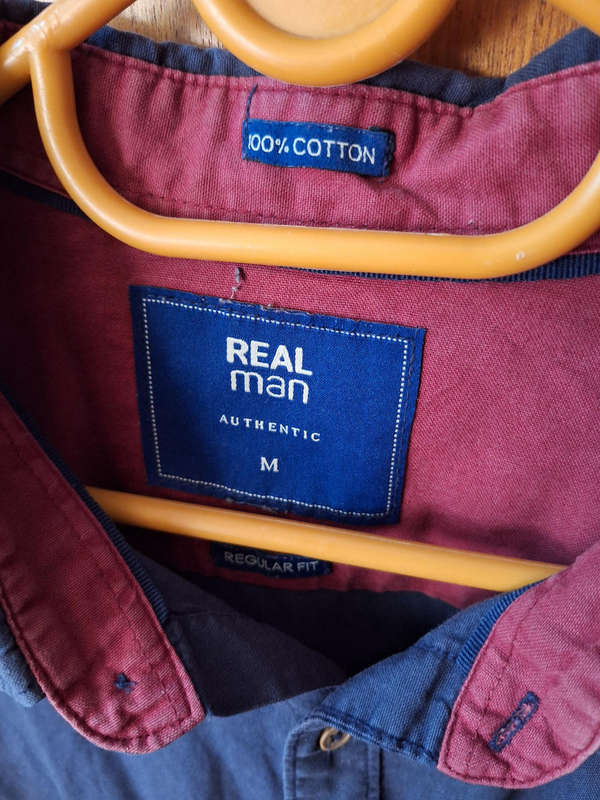 100% COTTON
REAL
man
AUTHENTIC
M
REGULAR FIT